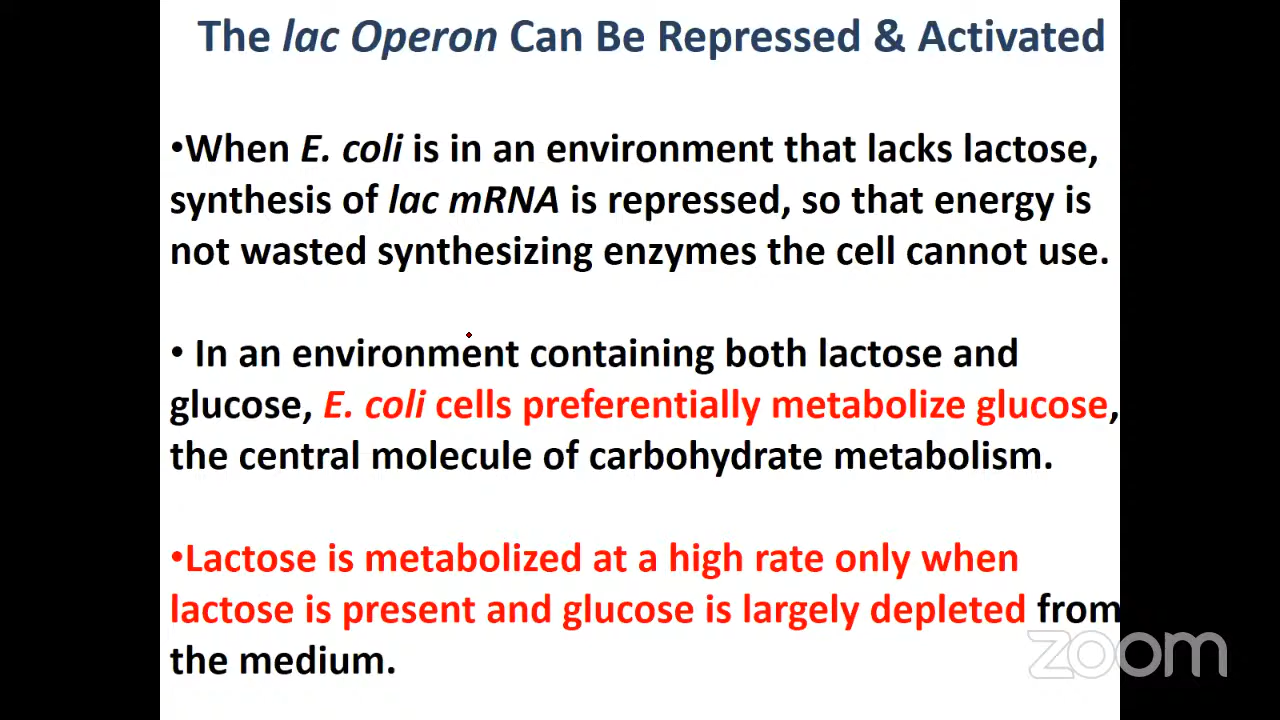 The lac Operon Can Be Repressed & Activated
•When E. coli is in an environment that lacks lactose,
synthesis of lac mRNA is repressed, so that energy is
not wasted synthesizing enzymes the cell cannot use.
• In an environment containing both lactose and
glucose, E. coli cells preferentially metabolize glucose,
the central molecule of carbohydrate metabolism.
•Lactose is metabolized at a high rate only when
lactose is present and glucose is largely depleted from
the medium.
zoom